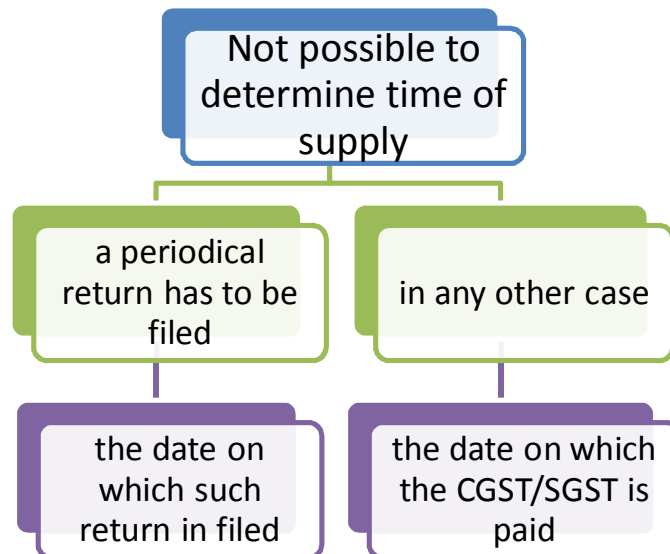 Not possible to
determine time of
supply
a periodical
return has to be
filed
in any other case
the date on
which such
return in filed
the date on which
the CGST/SGST is
paid